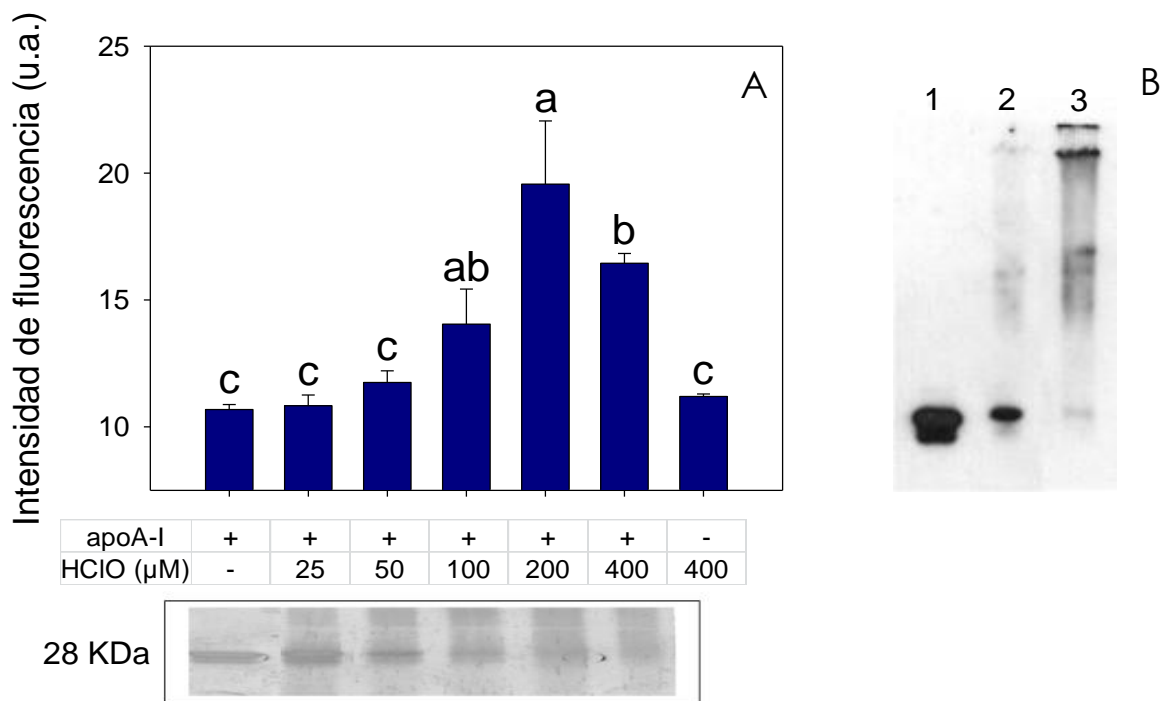 Intensidad de fluorescencia (u.a.)
25
20
15
10
A
c
c
c
ab
a
b
c
apoA-I + + + + + + -
HClO (µM) - 25 50 100 200 400 400
28 KDa
B
1 2 3